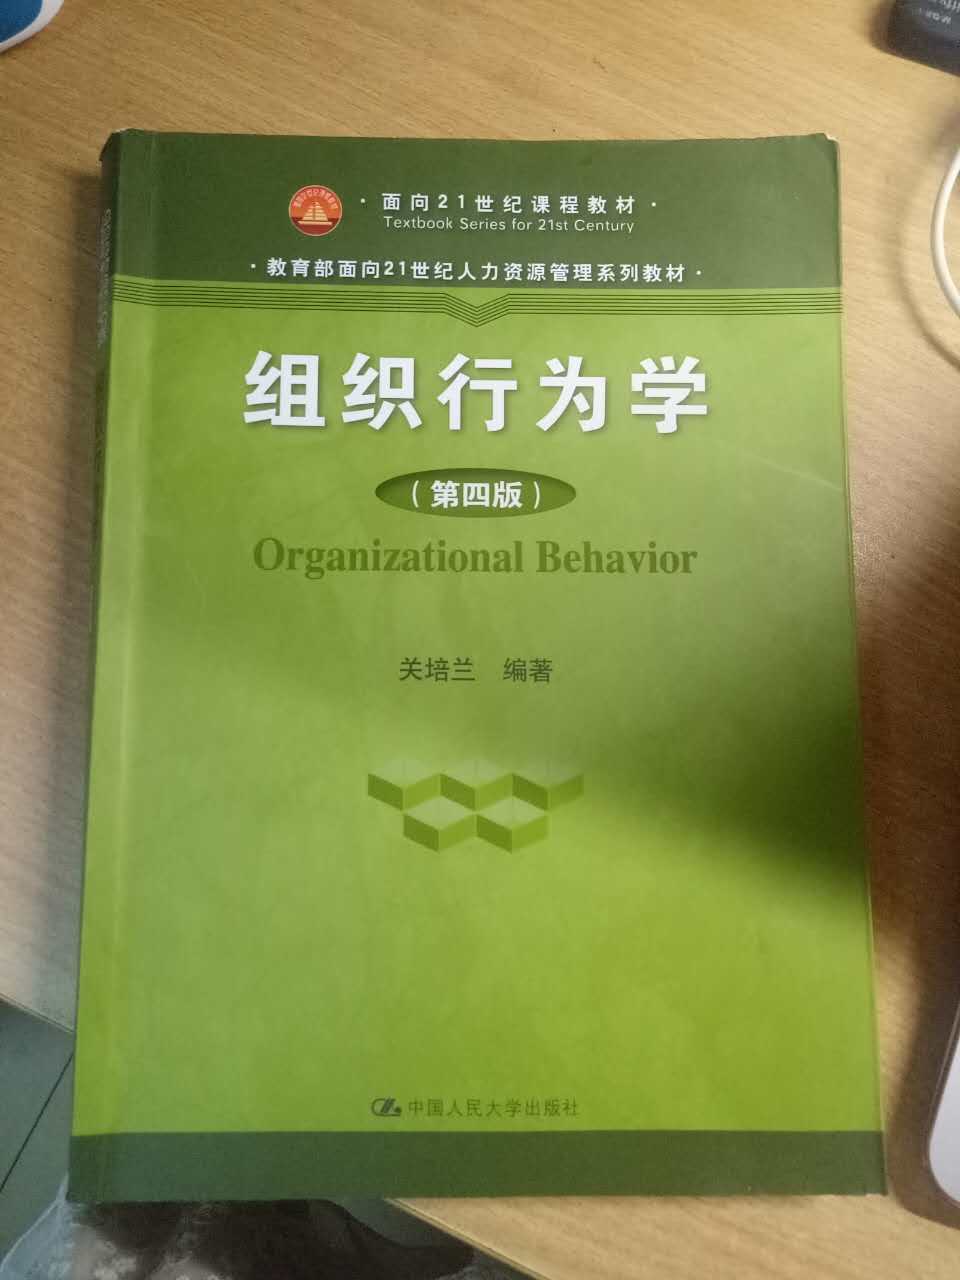 ·面向21世纪课程教材·
Textbook Series for 21st Century
·教育部面向21世纪人力资源管理系列教材·
组织行为学
(第四版)
Organizational Behavior
关培兰 编著
中国人民大学出版社